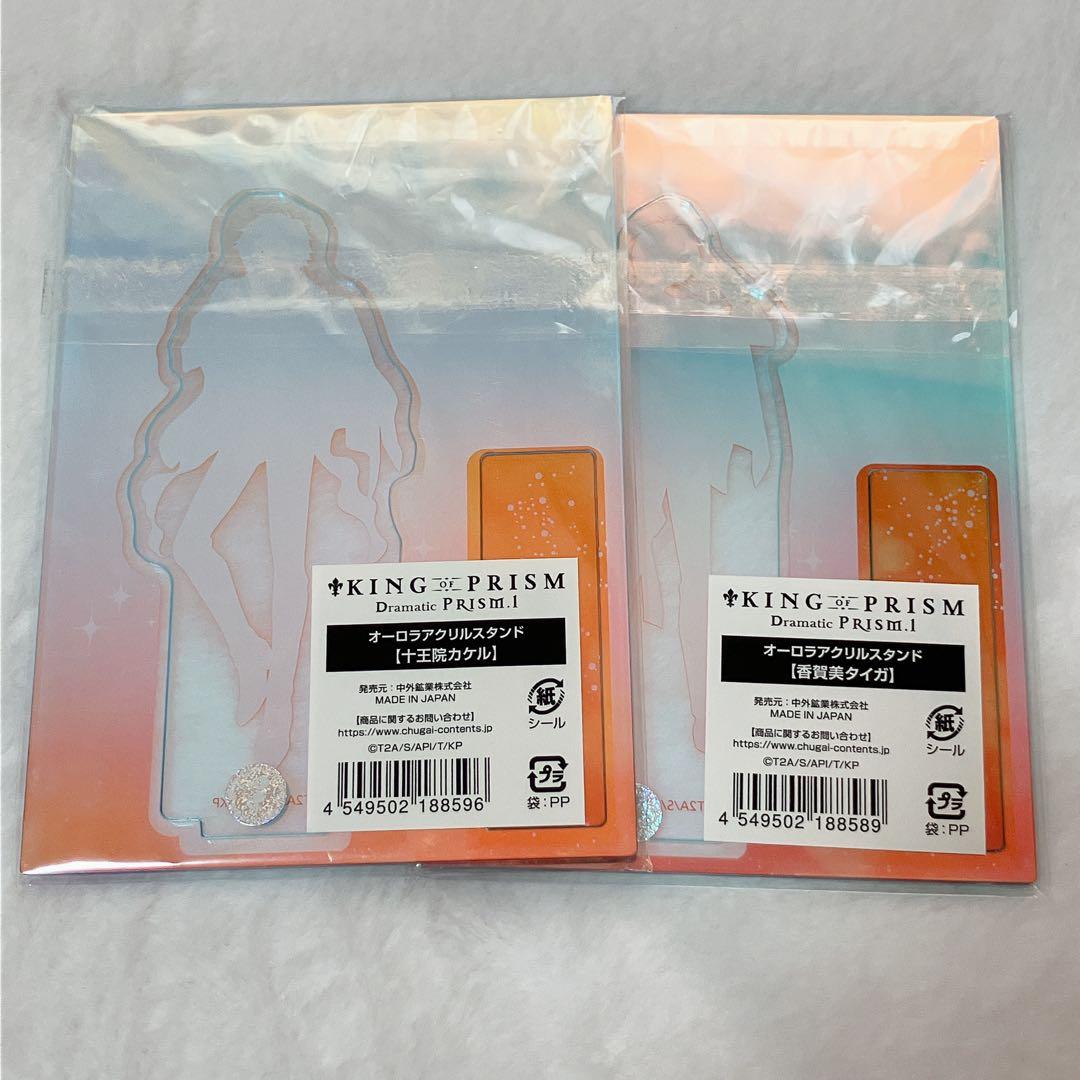 KING OF PRISM
Dramatic PRISM.1
オーロラアクリルスタンド
【十王院カケル】
発売元:中外鉱業株式会社
MADE IN JAPAN
【商品に関するお問い合わせ】
https://www.chugai-contents.jp
©T2A/S/API/T/KP
紙
シール
4 549502 188596
プラ
袋:PP
KP
T2A/
KING OF PRISM
Dramatic PRISM.1
オーロラアクリルスタンド
【香賀美タイガ】
発売元:中外鉱業株式会社
MADE IN JAPAN
【商品に関するお問い合わせ】
https://www.chugai-contents.jp
©T2A/S/API/T/KP
紙
シール
4 549502 188589
プラ
袋:PP
T2A/S/